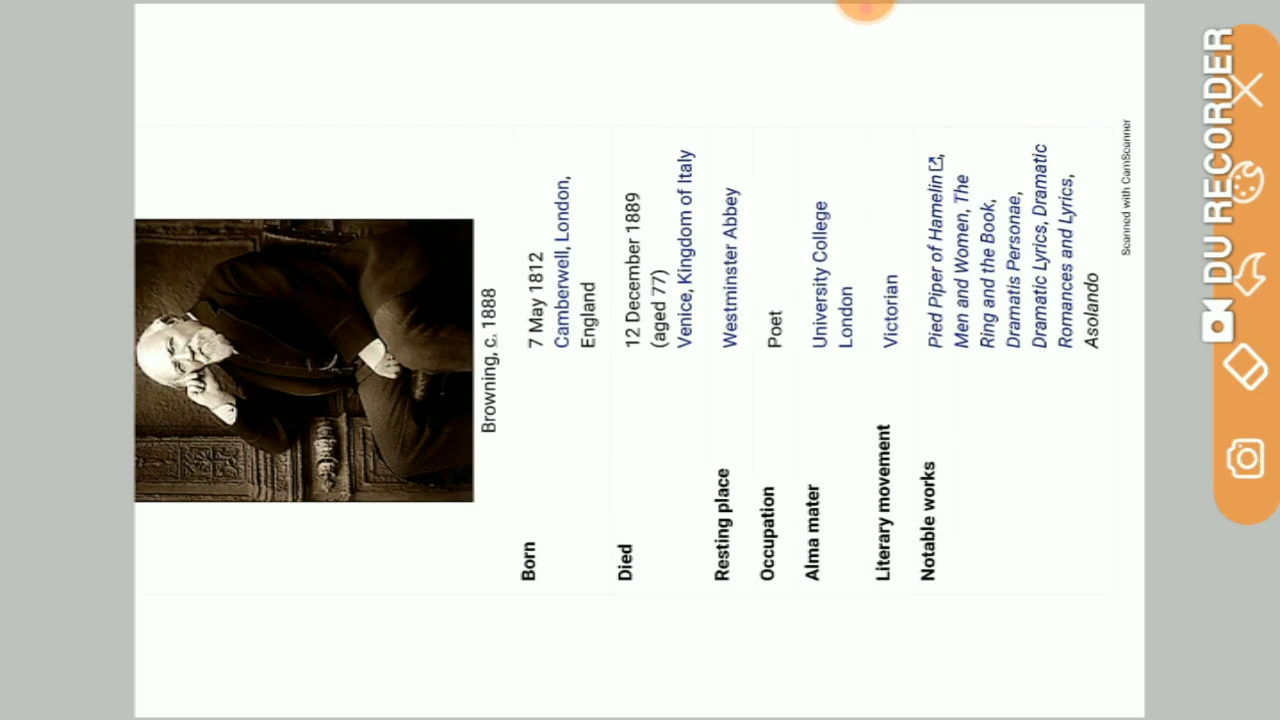 Browning, c. 1888
Born
7 May 1812
Camberwell, London,
England
Died
12 December 1889
(aged 77)
Venice, Kingdom of Italy
Resting place
Westminster Abbey
Occupation
Poet
Alma mater
University College
London
Literary movement
Victorian
Notable works
Pied Piper of Hamelin
Men and Women, The
Ring and the Book,
Dramatis Personae,
Dramatic Lyrics, Dramatic
Romances and Lyrics,
Asolando
Scanned with CamScanner
DU RECORDER